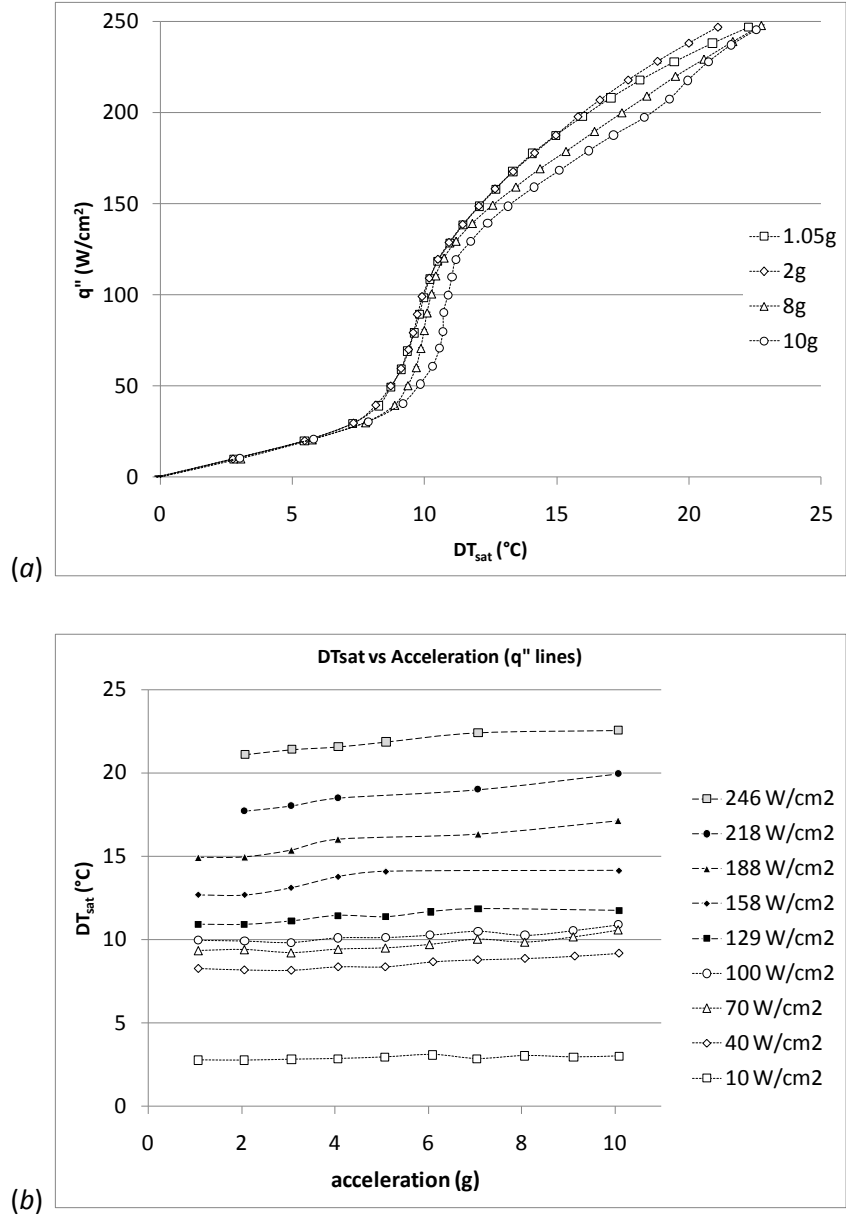 250
200
150
100
50
0
q" (W/cm²)
1.05g
2g
8g
10g
0 5 10 15 20 25
DTsat (°C)
(a)
DTsat vs Acceleration (q" lines)
25
20
15
10
5
0
DTsat (°C)
246 W/cm2
218 W/cm2
188 W/cm2
158 W/cm2
129 W/cm2
100 W/cm2
70 W/cm2
40 W/cm2
10 W/cm2
0 2 4 6 8 10
acceleration (g)
(b)